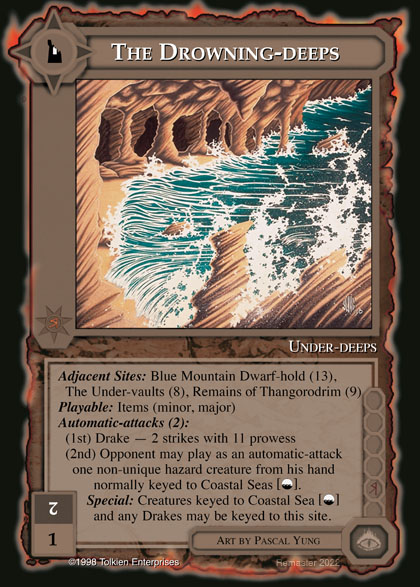 The Drowning-deeps
Under-deeps
Adjacent Sites: Blue Mountain Dwarf-hold (13),
The Under-vaults (8), Remains of Thangorodrim (9)
Playable: Items (minor, major)
Automatic-attacks (2):
(1st) Drake — 2 strikes with 11 prowess
(2nd) Opponent may play as an automatic-attack
one non-unique hazard creature from his hand
normally keyed to Coastal Seas [].
Special: Creatures keyed to Coastal Sea []
and any Drakes may be keyed to this site.
2
1
Art by Pascal Yung
©1998 Tolkien Enterprises
Remaster 2022